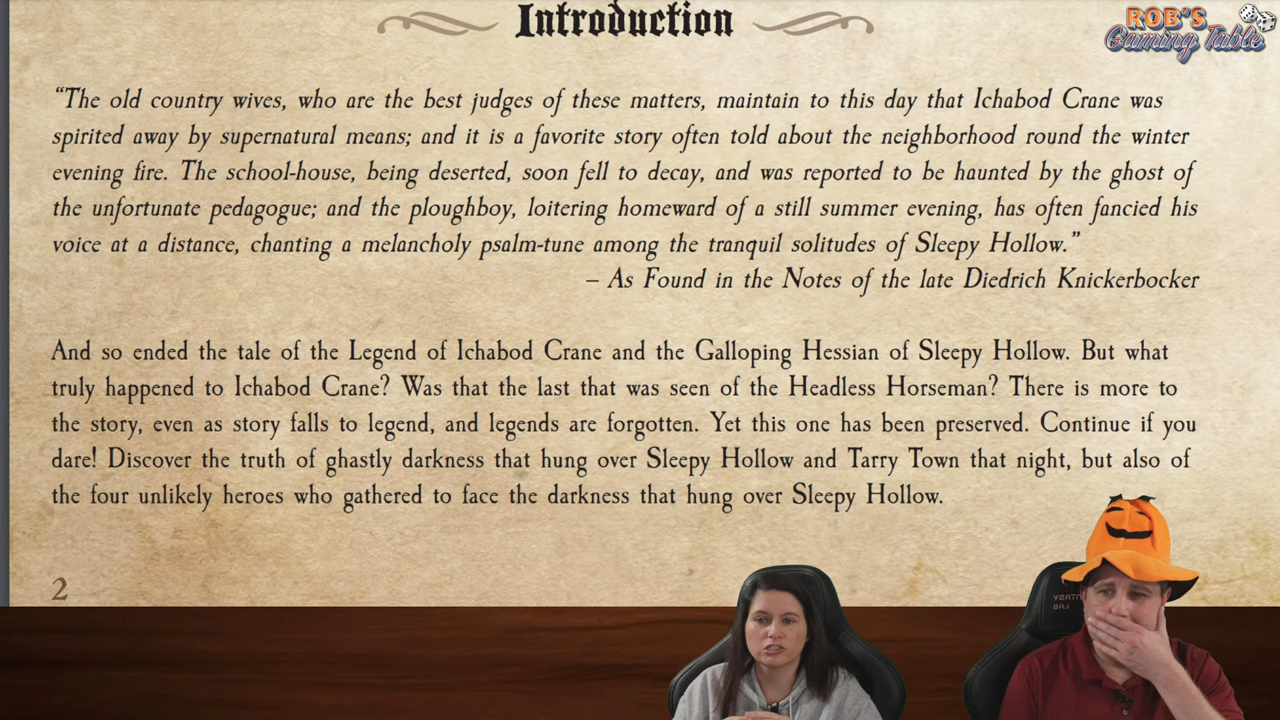 Introduction
ROB'S
Gaming Table
“The old country wives, who are the best judges of these matters, maintain to this day that Ichabod Crane was
spirited away by supernatural means; and it is a favorite story often told about the neighborhood round the winter
evening fire. The school-house, being deserted, soon fell to decay, and was reported to be haunted by the ghost of
the unfortunate pedagogue; and the ploughboy, loitering homeward of a still summer evening, has often fancied his
voice at a distance, chanting a melancholy psalm-tune among the tranquil solitudes of Sleepy Hollow.”
– As Found in the Notes of the late Diedrich Knickerbocker
And so ended the tale of the Legend of Ichabod Crane and the Galloping Hessian of Sleepy Hollow. But what
truly happened to Ichabod Crane? Was that the last that was seen of the Headless Horseman? There is more to
the story, even as story falls to legend, and legends are forgotten. Yet this one has been preserved. Continue if you
dare! Discover the truth of ghastly darkness that hung over Sleepy Hollow and Tarry Town that night, but also of
the four unlikely heroes who gathered to face the darkness that hung over Sleepy Hollow.
2